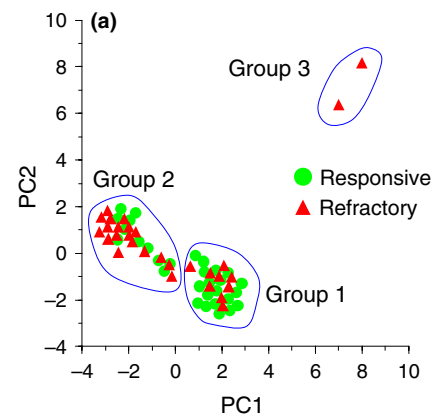 (a)
10
8
6
4
2
0
−2
−4
PC2
Group 3
Responsive
Refractory
Group 2
Group 1
−4 −2 0 2 4 6 8 10
PC1